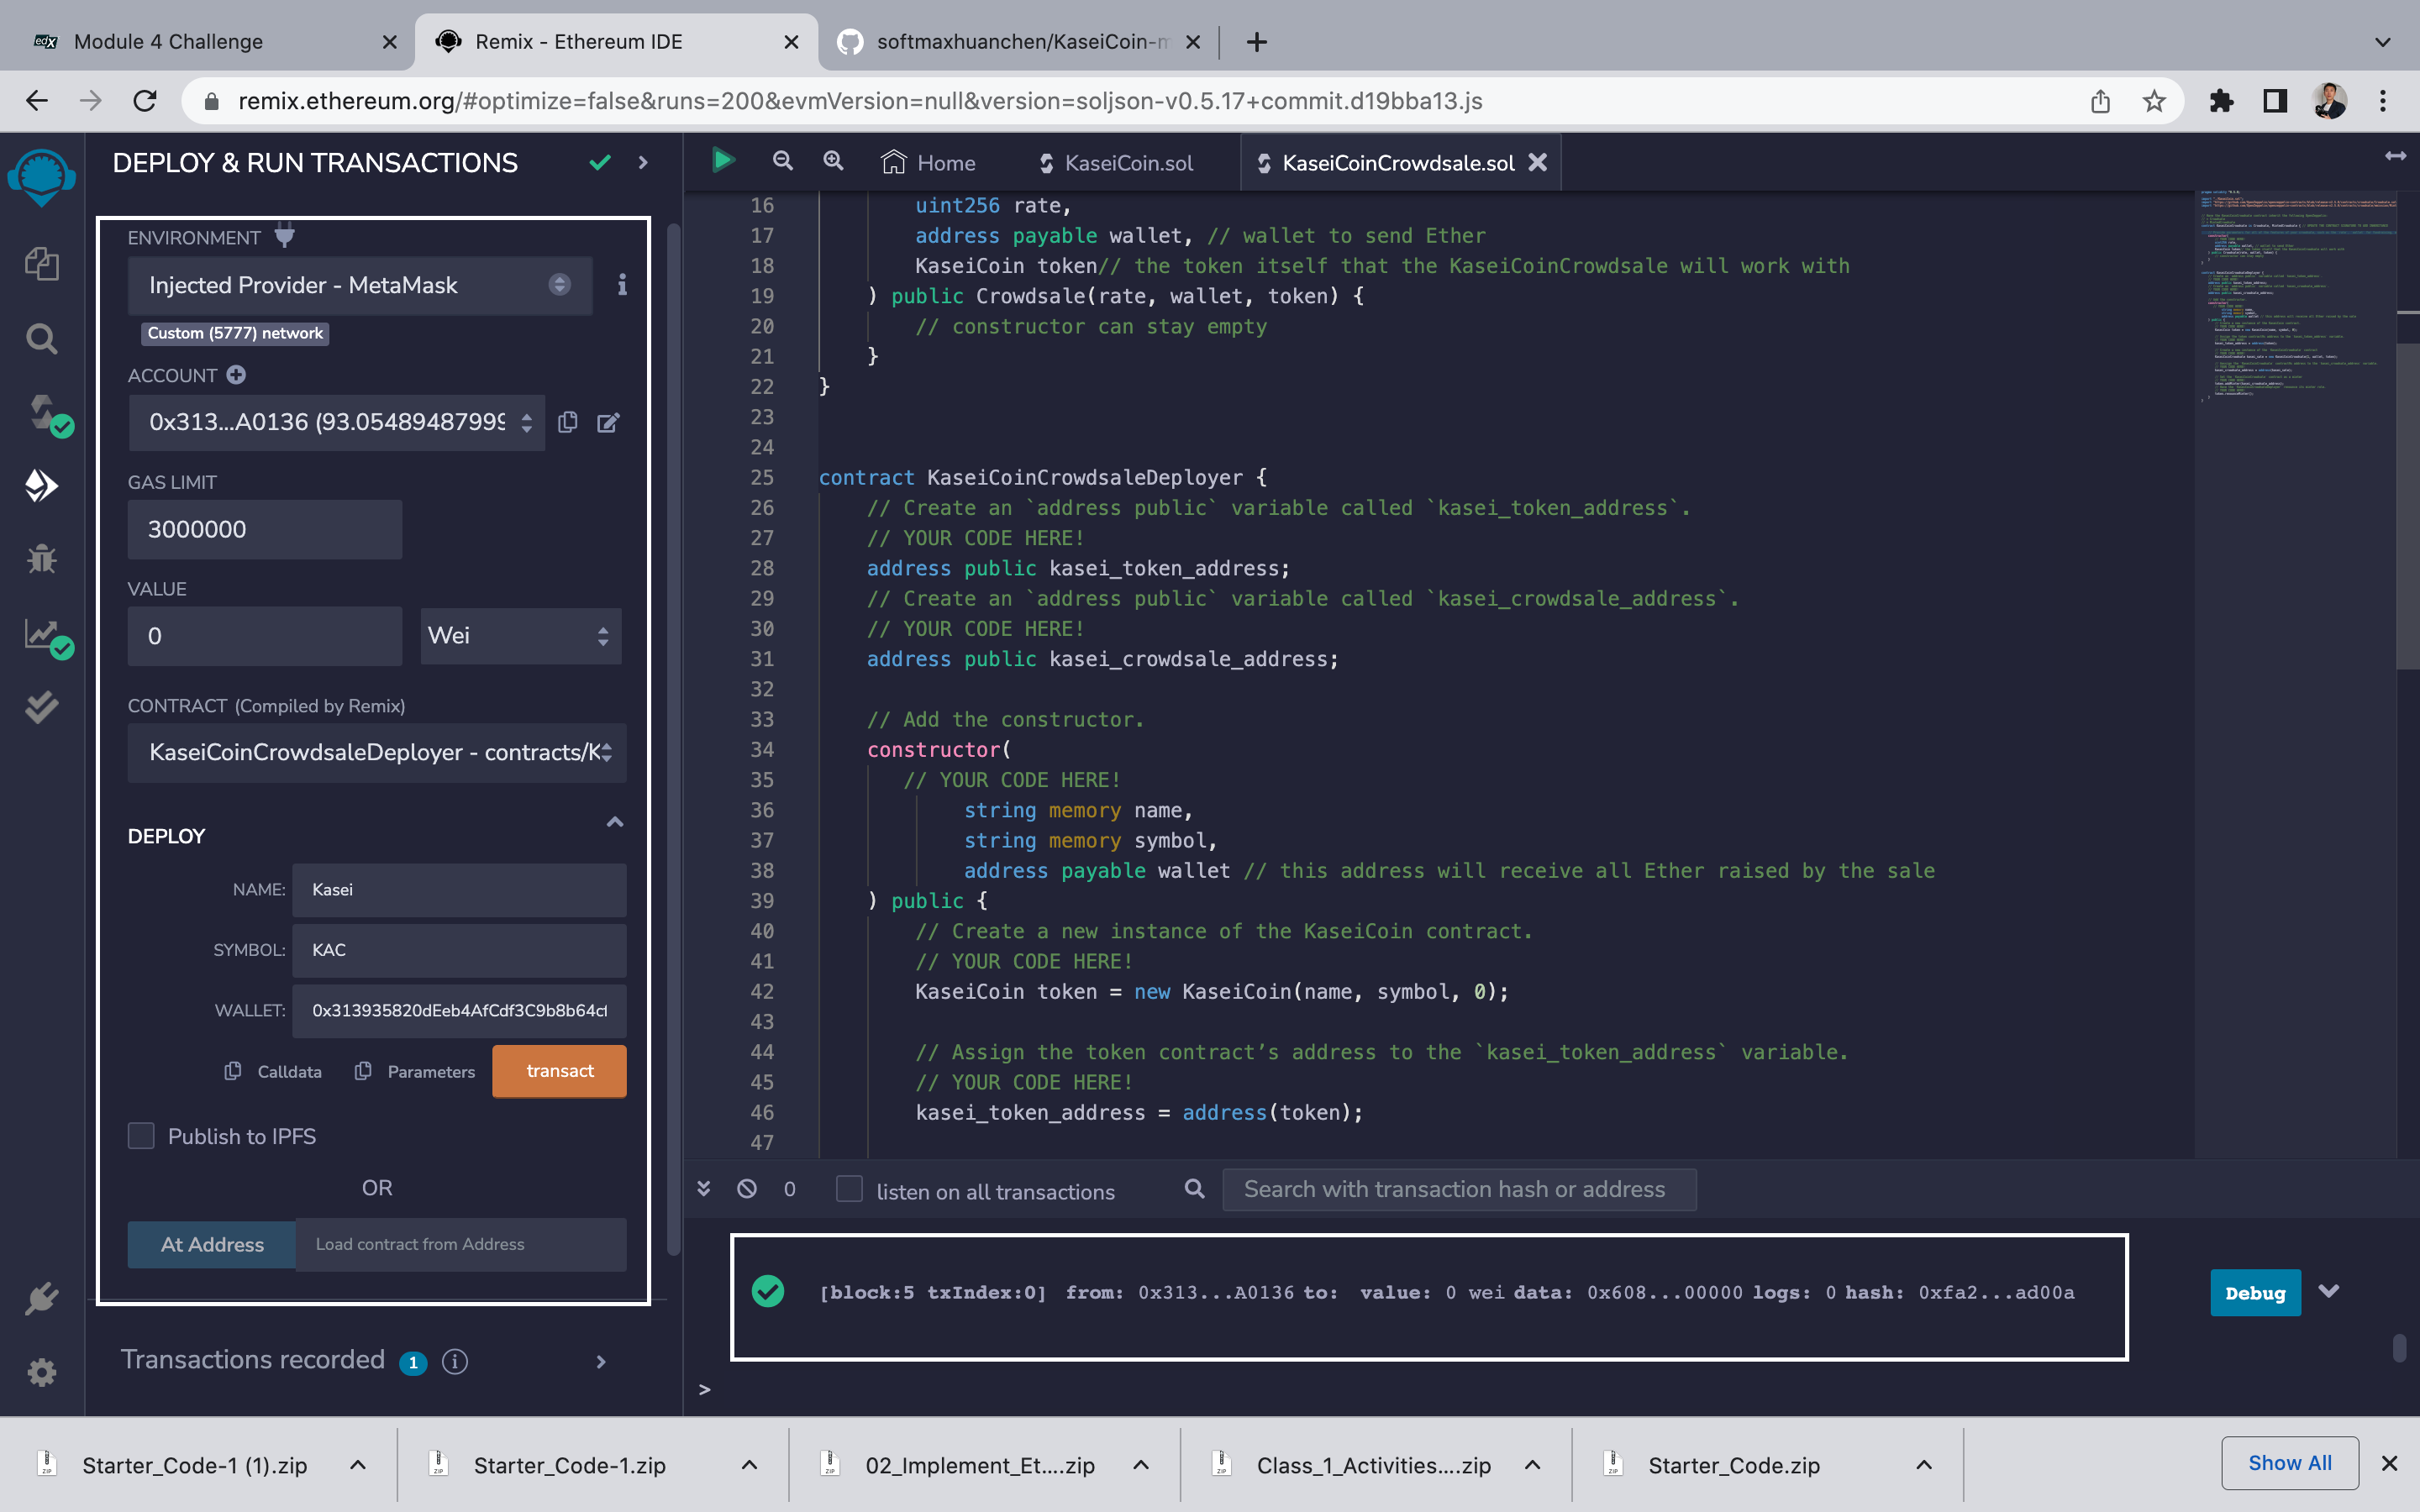 edX Module 4 Challenge
Remix - Ethereum IDE
softmaxhuanchen/KaseiCoin-m
remix.ethereum.org/#optimize=false&runs=200&evmVersion=null&version=soljson-v0.5.17+commit.d19bba13.js
DEPLOY & RUN TRANSACTIONS
ENVIRONMENT
Injected Provider - MetaMask
Custom (5777) network
ACCOUNT
0x313...A0136 (93.05489487999
GAS LIMIT
3000000
VALUE
0
Wei
CONTRACT (Compiled by Remix)
KaseiCoinCrowdsaleDeployer - contracts/K
DEPLOY
NAME: Kasei
SYMBOL: KAC
WALLET: 0x313935820dEeb4AfCdf3C9b8b64cf
Calldata Parameters transact
Publish to IPFS
OR
At Address Load contract from Address
Transactions recorded 1
Home KaseiCoin.sol KaseiCoinCrowdsale.sol
16 uint256 rate,
17 address payable wallet, // wallet to send Ether
18 KaseiCoin token// the token itself that the KaseiCoinCrowdsale will work with
19 ) public Crowdsale(rate, wallet, token) {
20 // constructor can stay empty
21 }
22 }
23
24
25 contract KaseiCoinCrowdsaleDeployer {
26 // Create an `address public` variable called `kasei_token_address`.
27 // YOUR CODE HERE!
28 address public kasei_token_address;
29 // Create an `address public` variable called `kasei_crowdsale_address`.
30 // YOUR CODE HERE!
31 address public kasei_crowdsale_address;
32
33 // Add the constructor.
34 constructor(
35 // YOUR CODE HERE!
36 string memory name,
37 string memory symbol,
38 address payable wallet // this address will receive all Ether raised by the sale
39 ) public {
40 // Create a new instance of the KaseiCoin contract.
41 // YOUR CODE HERE!
42 KaseiCoin token = new KaseiCoin(name, symbol, 0);
43
44 // Assign the token contract’s address to the `kasei_token_address` variable.
45 // YOUR CODE HERE!
46 kasei_token_address = address(token);
47
0 listen on all transactions Search with transaction hash or address
[block:5 txIndex:0] from: 0x313...A0136 to: value: 0 wei data: 0x608...00000 logs: 0 hash: 0xfa2...ad00a
Debug
>
Starter_Code-1 (1).zip
Starter_Code-1.zip
02_Implement_Et....zip
Class_1_Activities....zip
Starter_Code.zip
Show All